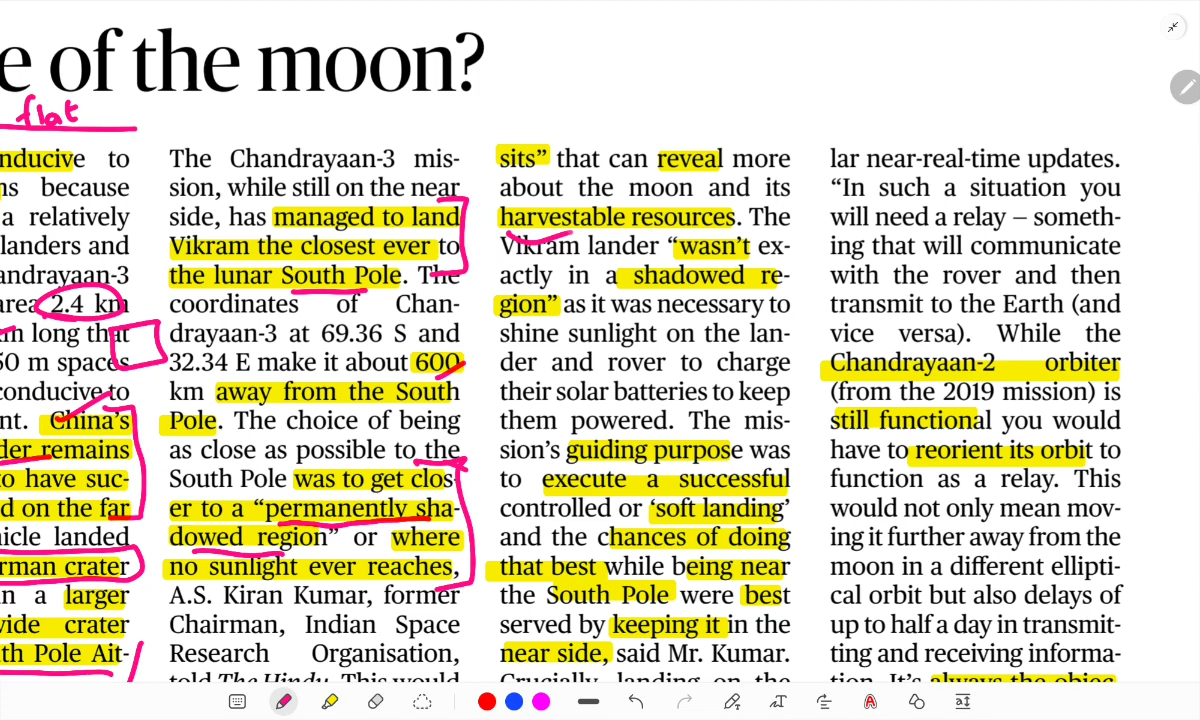 e of the moon?
flat
nducive to
ns because
a relatively
landers and
andrayaan-3
area 2.4 km
m long that
50 m spaces
conducive to
nt. China's
der remains
to have suc-
d on the far
nicle landed
rman crater
n a larger
vide crater
th Pole Ait-
The Chandrayaan-3 mis-
sion, while still on the near
side, has managed to land
Vikram the closest ever to
the lunar South Pole. The
coordinates of Chan-
drayaan-3 at 69.36 S and
32.34 E make it about 600
km away from the South
Pole. The choice of being
as close as possible to the
South Pole was to get clos-
er to a “permanently sha-
dowed region” or where
no sunlight ever reaches,
A.S. Kiran Kumar, former
Chairman, Indian Space
Research Organisation,
told The Hindu. This would
sits” that can reveal more
about the moon and its
harvestable resources. The
Vikram lander “wasn’t ex-
actly in a shadowed re-
gion” as it was necessary to
shine sunlight on the lan-
der and rover to charge
their solar batteries to keep
them powered. The mis-
sion’s guiding purpose was
to execute a successful
controlled or ‘soft landing’
and the chances of doing
that best while being near
the South Pole were best
served by keeping it in the
near side, said Mr. Kumar.
Crucially, landing on the
lar near-real-time updates.
“In such a situation you
will need a relay – someth-
ing that will communicate
with the rover and then
transmit to the Earth (and
vice versa). While the
Chandrayaan-2 orbiter
(from the 2019 mission) is
still functional you would
have to reorient its orbit to
function as a relay. This
would not only mean mov-
ing it further away from the
moon in a different ellipti-
cal orbit but also delays of
up to half a day in transmit-
ting and receiving informa-
tion. It’s always the objec-